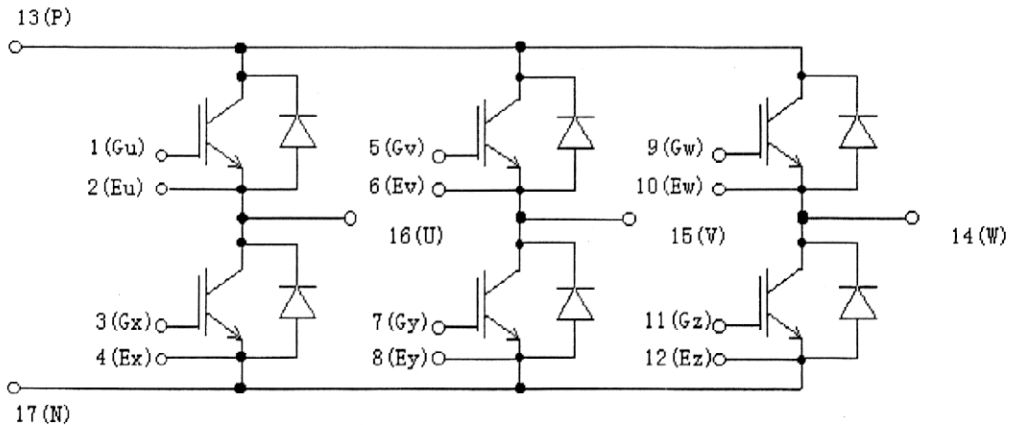 13(P)
1(Gu)
5(Gv)
9(Gw)
2(Eu)
6(Ev)
10(Ew)
16(U)
15(V)
14(W)
3(Gx)
7(Gy)
11(Gz)
4(Ex)
8(Ey)
12(Ez)
17(N)